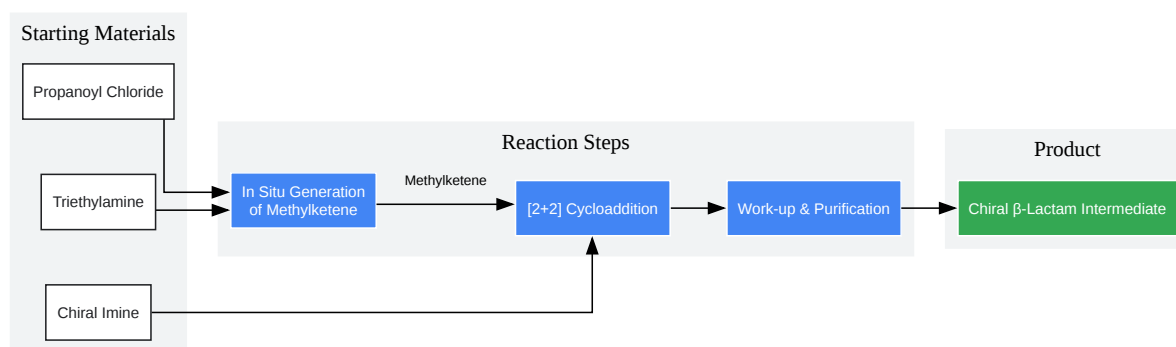 Starting Materials
Propanoyl Chloride
Triethylamine
Chiral Imine
Reaction Steps
In Situ Generation
of Methylketene
Methylketene
[2+2] Cycloaddition
Work-up & Purification
Product
Chiral β-Lactam Intermediate